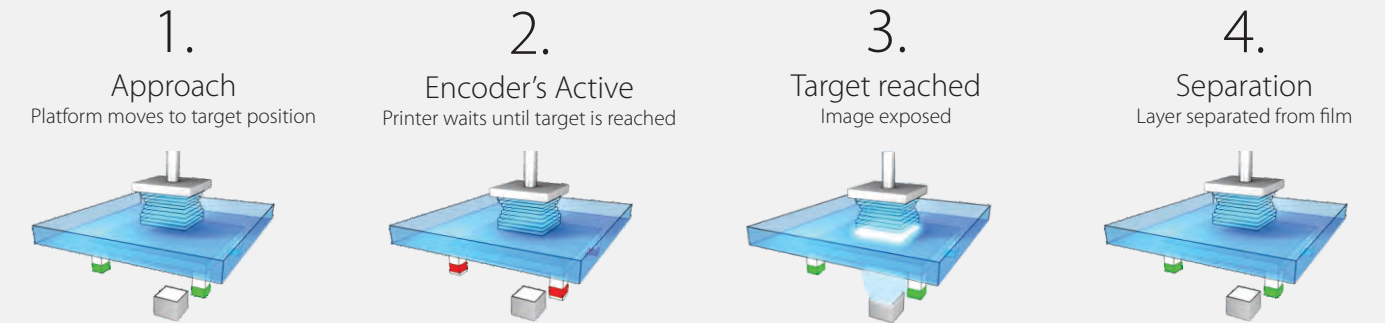 1.
Approach
Platform moves to target position
2.
Encoder's Active
Printer waits until target is reached
3.
Target reached
Image exposed
4.
Separation
Layer separated from film